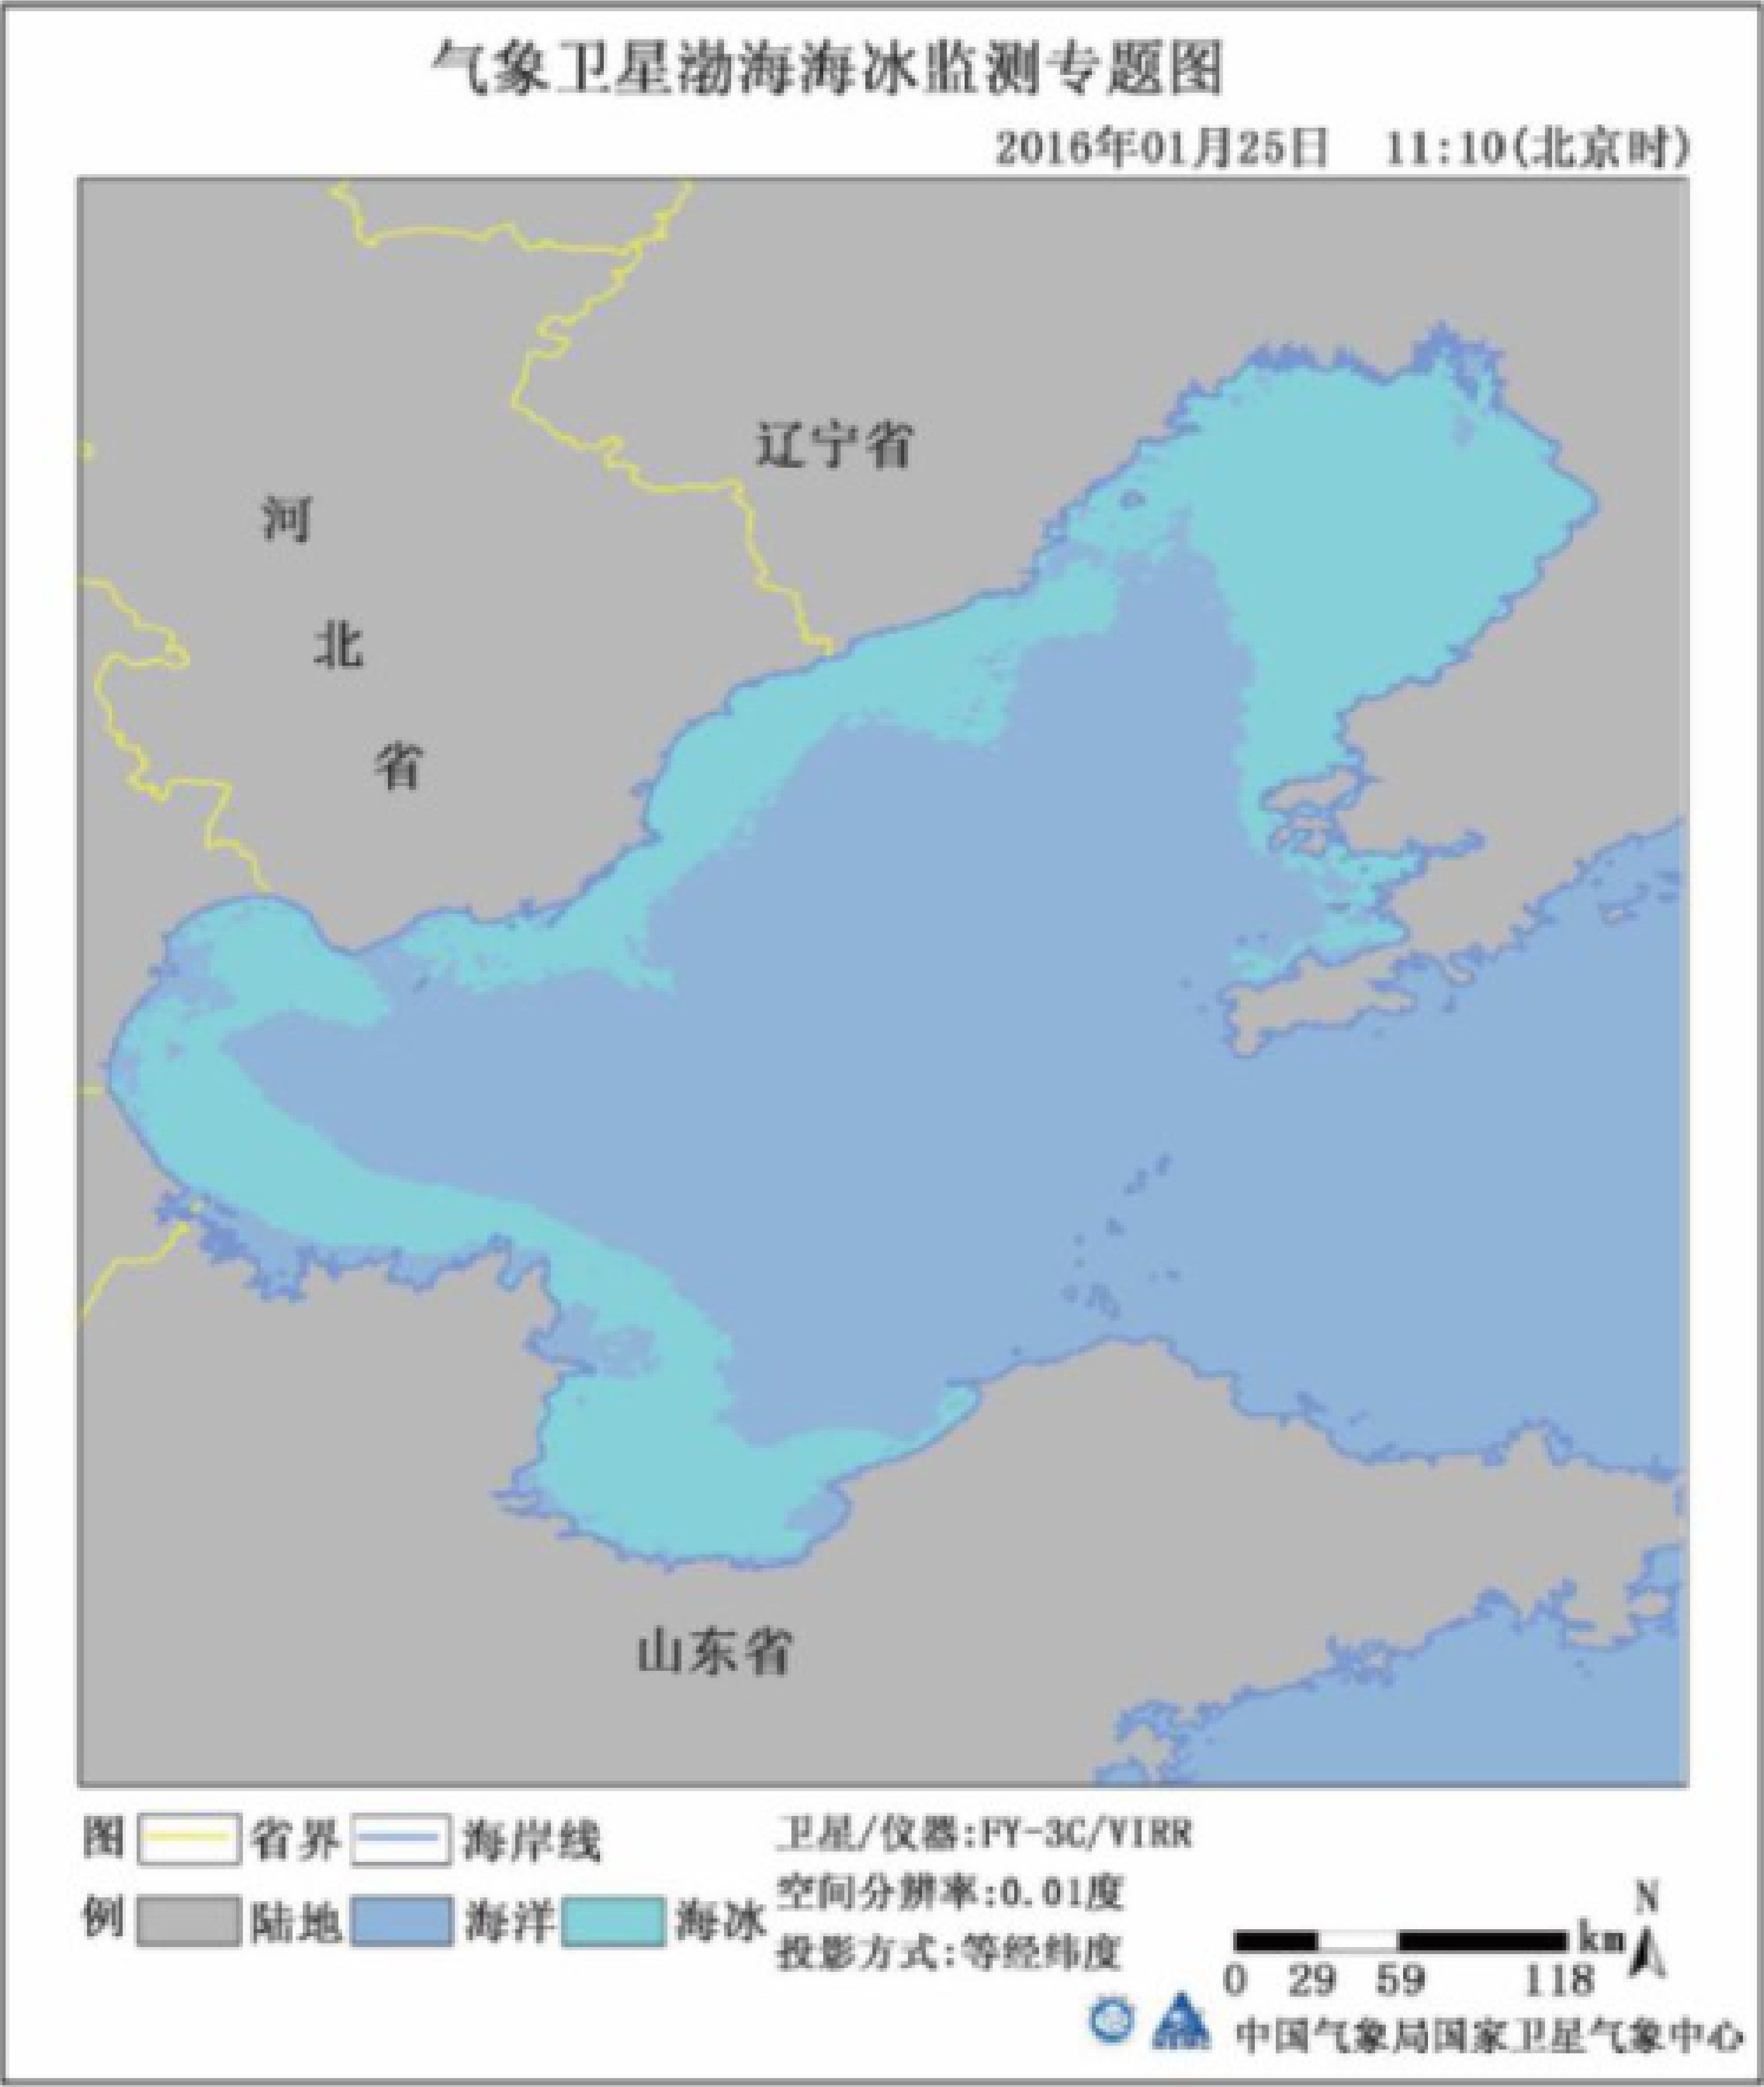 气象卫星渤海海冰监测专题图
2016年01月25日 11:10(北京时)
辽宁省
河
北
省
山东省
图 省界 海岸线
例 陆地 海洋 海冰
卫星/仪器:FY-3C/VIRR
空间分辨率:0.01度
投影方式:等经纬度
N
km
0 29 59 118
中国气象局国家卫星气象中心